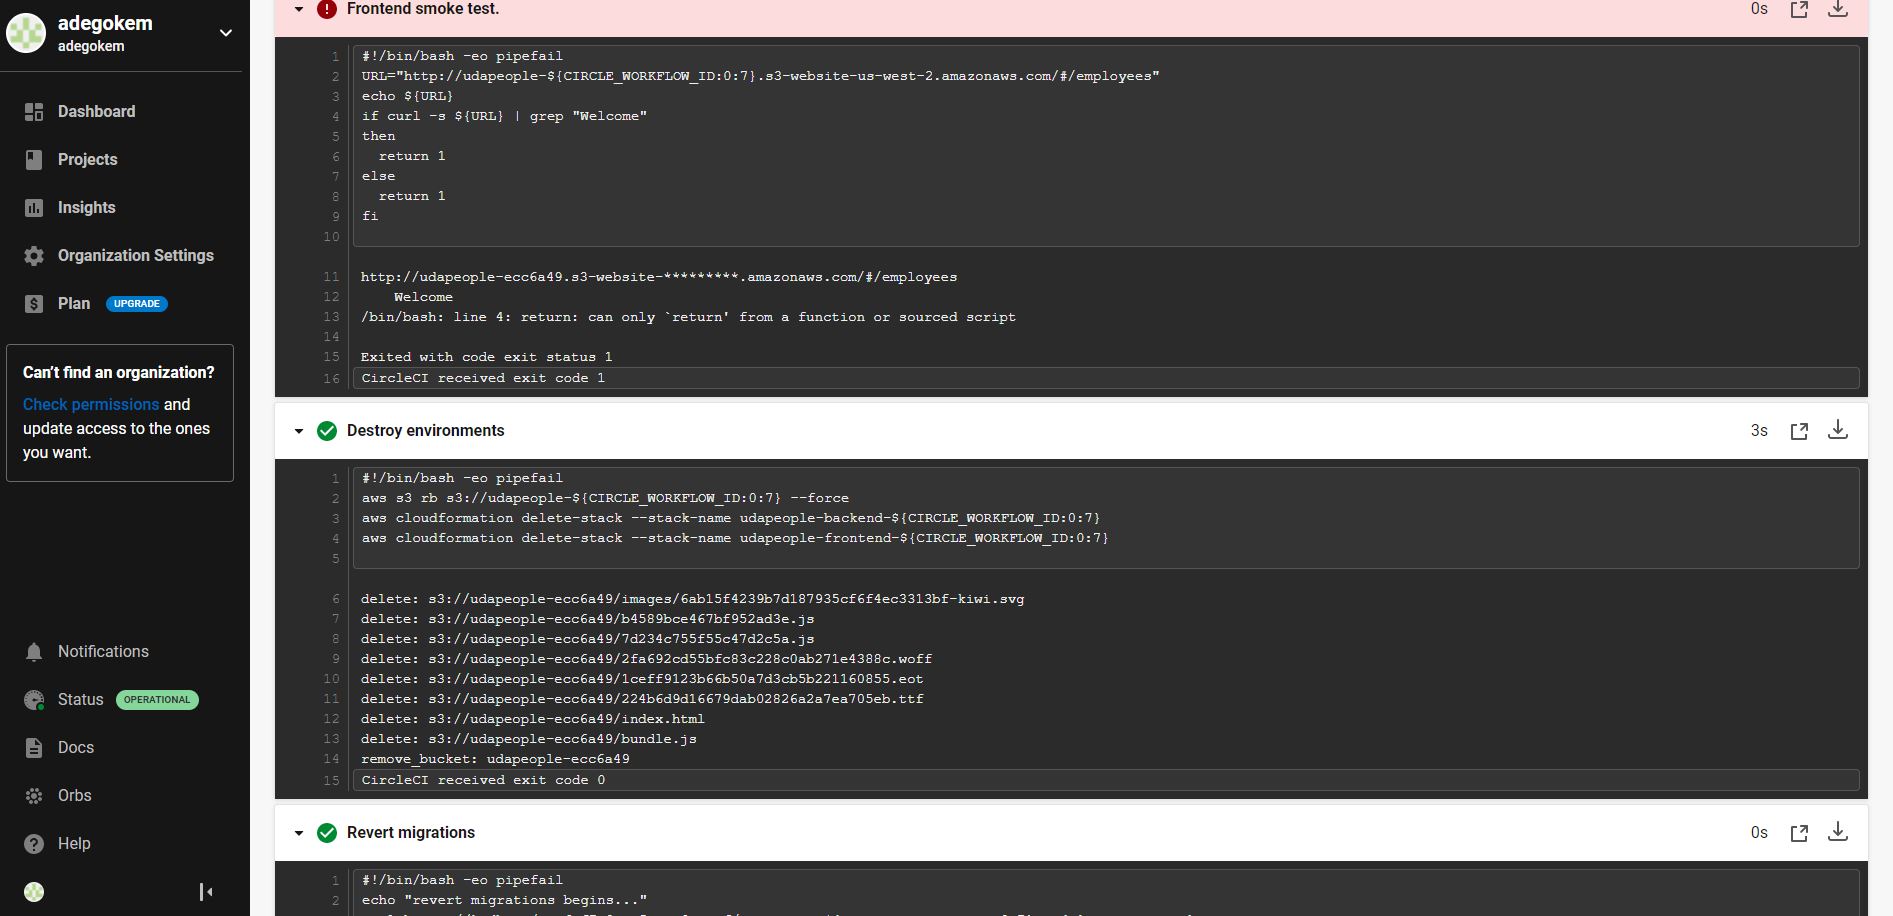 adegokem
adegokem
Dashboard
Projects
Insights
Organization Settings
Plan UPGRADE
Can't find an organization?
Check permissions and
update access to the ones
you want.
Notifications
Status OPERATIONAL
Docs
Orbs
Help
Frontend smoke test. 0s
1 #!/bin/bash -eo pipefail
2 URL="http://udapeople-${CIRCLE_WORKFLOW_ID:0:7}.s3-website-us-west-2.amazonaws.com/#/employees"
3 echo ${URL}
4 if curl -s ${URL} | grep "Welcome"
5 then
6 return 1
7 else
8 return 1
9 fi
10
11 http://udapeople-ecc6a49.s3-website-*********.amazonaws.com/#/employees
12 Welcome
13 /bin/bash: line 4: return: can only `return' from a function or sourced script
14
15 Exited with code exit status 1
16 CircleCI received exit code 1
Destroy environments 3s
1 #!/bin/bash -eo pipefail
2 aws s3 rb s3://udapeople-${CIRCLE_WORKFLOW_ID:0:7} --force
3 aws cloudformation delete-stack --stack-name udapeople-backend-${CIRCLE_WORKFLOW_ID:0:7}
4 aws cloudformation delete-stack --stack-name udapeople-frontend-${CIRCLE_WORKFLOW_ID:0:7}
5
6 delete: s3://udapeople-ecc6a49/images/6ab15f4239b7d187935cf6f4ec3313bf-kiwi.svg
7 delete: s3://udapeople-ecc6a49/b4589bce467bf952ad3e.js
8 delete: s3://udapeople-ecc6a49/7d234c755f55c47d2c5a.js
9 delete: s3://udapeople-ecc6a49/2fa692cd55bfc83c228c0ab271e4388c.woff
10 delete: s3://udapeople-ecc6a49/1ceff9123b66b50a7d3cb5b221160855.eot
11 delete: s3://udapeople-ecc6a49/224b6d9d16679dab02826a2a7ea705eb.ttf
12 delete: s3://udapeople-ecc6a49/index.html
13 delete: s3://udapeople-ecc6a49/bundle.js
14 remove_bucket: udapeople-ecc6a49
15 CircleCI received exit code 0
Revert migrations 0s
1 #!/bin/bash -eo pipefail
2 echo "revert migrations begins..."